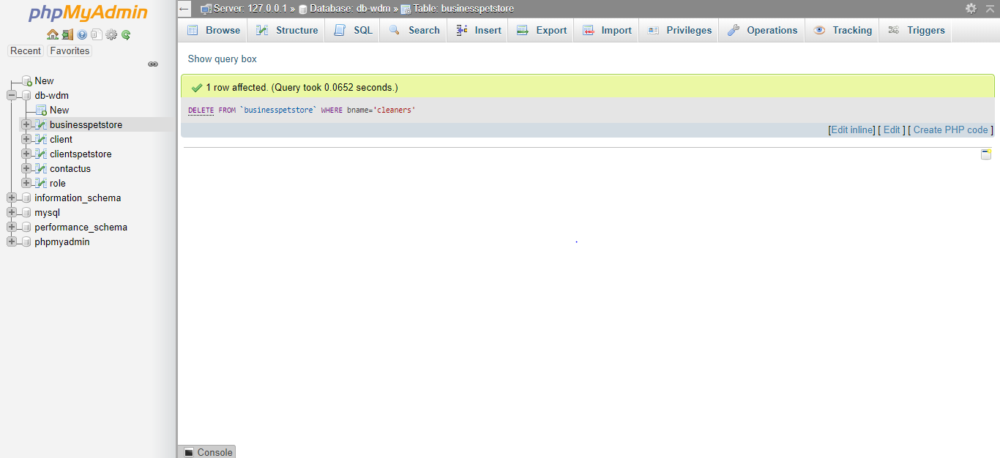 phpMyAdmin
Recent Favorites
New
db-wdm
New
businesspetstore
client
clientspetstore
contactus
role
information_schema
mysql
performance_schema
phpmyadmin
Server: 127.0.0.1 » Database: db-wdm » Table: businesspetstore
Browse Structure SQL Search Insert Export Import Privileges Operations Tracking Triggers
Show query box
1 row affected. (Query took 0.0652 seconds.)
DELETE FROM `businesspetstore` WHERE bname='cleaners'
[Edit inline] [ Edit ] [ Create PHP code ]
Console